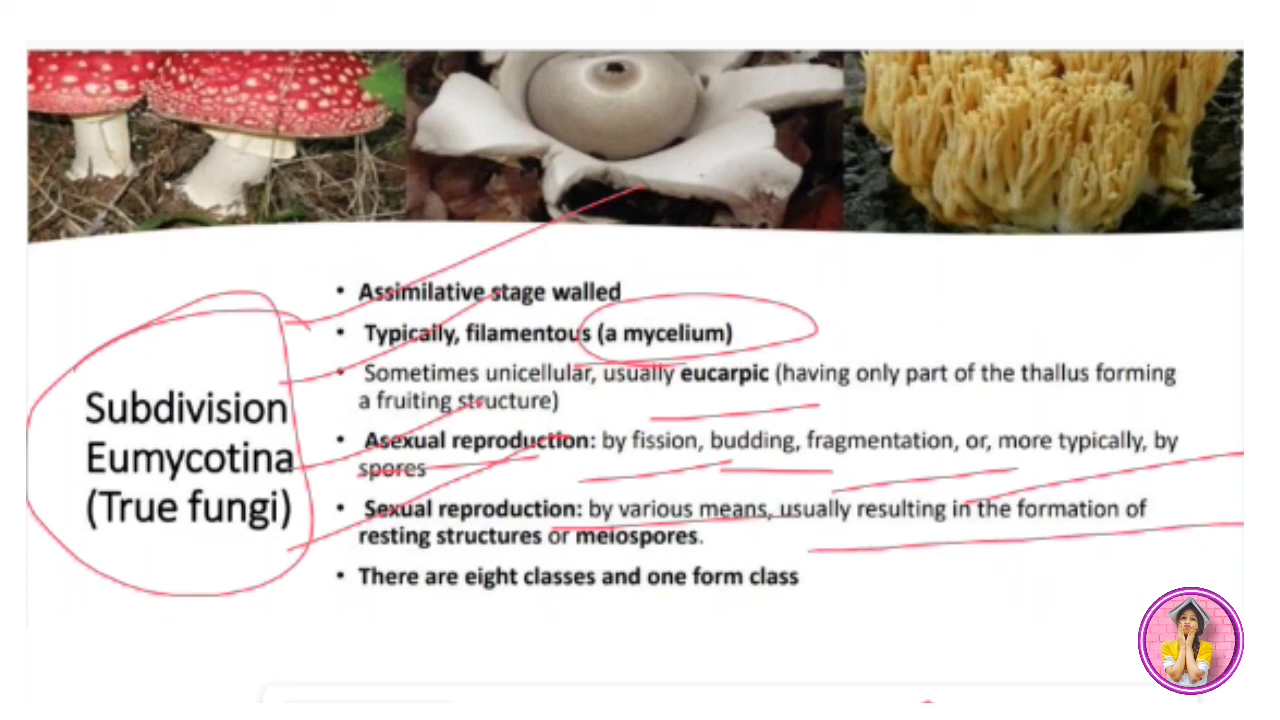 Subdivision
Eumycotina
(True fungi)
• Assimilative stage walled
• Typically, filamentous (a mycelium)
• Sometimes unicellular, usually eucarpic (having only part of the thallus forming
a fruiting structure)
• Asexual reproduction: by fission, budding, fragmentation, or, more typically, by
spores
• Sexual reproduction: by various means, usually resulting in the formation of
resting structures or meiospores.
• There are eight classes and one form class